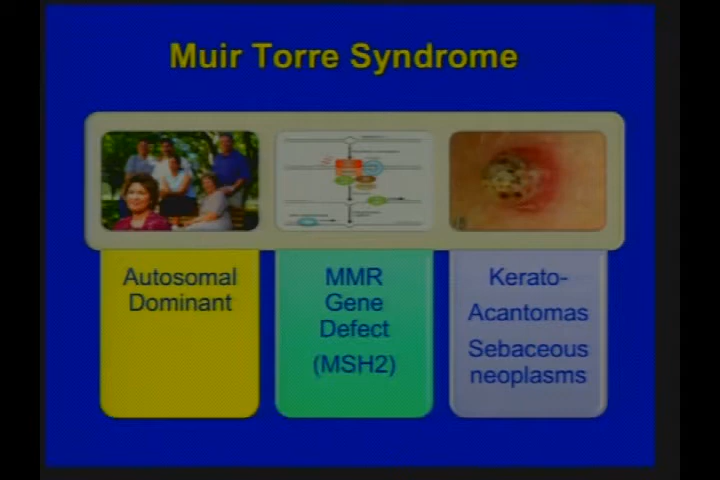 Muir Torre Syndrome
Autosomal
Dominant
MMR
Gene
Defect
(MSH2)
Kerato-
Acantomas
Sebaceous
neoplasms